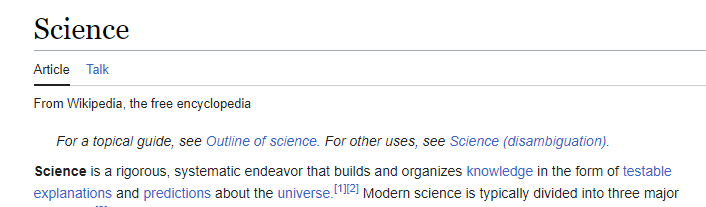 Science
Article Talk
From Wikipedia, the free encyclopedia
For a topical guide, see Outline of science. For other uses, see Science (disambiguation).
Science is a rigorous, systematic endeavor that builds and organizes knowledge in the form of testable
explanations and predictions about the universe.[1][2] Modern science is typically divided into three major